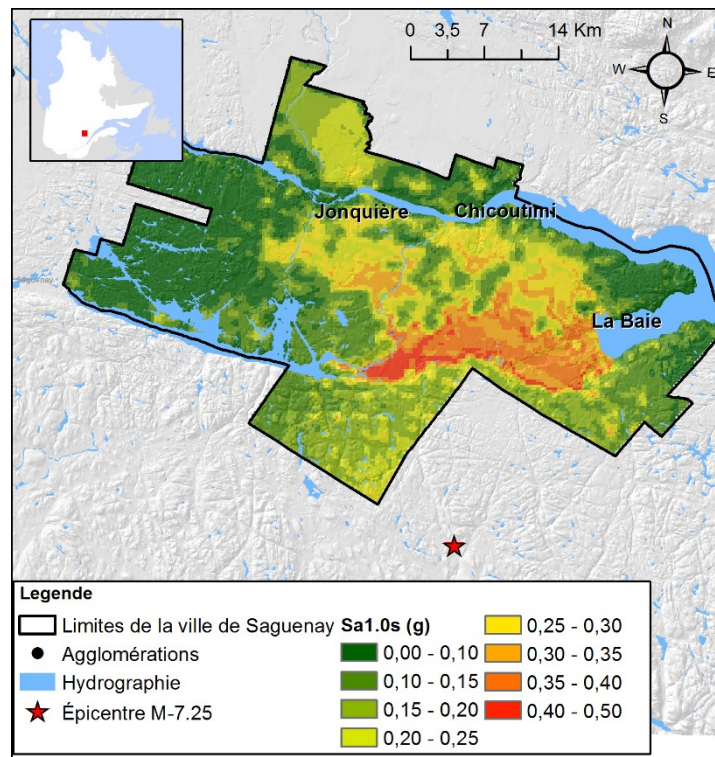 0 3,5 7 14 Km
N
W E
S
Jonquière
Chicoutimi
La Baie
Saguenay
Legende
Limites de la ville de Saguenay
Agglomérations
Hydrographie
Épicentre M-7.25
Sa1.0s (g)
0,00 - 0,10
0,10 - 0,15
0,15 - 0,20
0,20 - 0,25
0,25 - 0,30
0,30 - 0,35
0,35 - 0,40
0,40 - 0,50